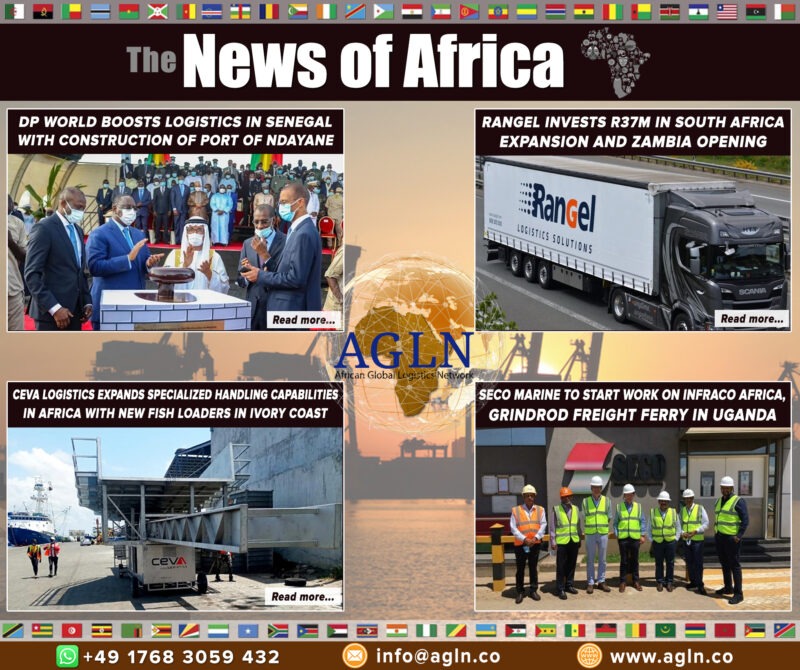 The News of Africa
DP WORLD BOOSTS LOGISTICS IN SENEGAL
WITH CONSTRUCTION OF PORT OF NDAYANE
Read more...
RANGEL INVESTS R37M IN SOUTH AFRICA
EXPANSION AND ZAMBIA OPENING
RanGel
LOGISTICS SOLUTIONS
SCANIA
Read more...
AGLN
African Global Logistics Network
CEVA LOGISTICS EXPANDS SPECIALIZED HANDLING CAPABILITIES
IN AFRICA WITH NEW FISH LOADERS IN IVORY COAST
CEVA
Read more...
SECO MARINE TO START WORK ON INFRACO AFRICA,
GRINDROD FREIGHT FERRY IN UGANDA
SECO
+49 1768 3059 432
info@agln.co
www.agln.co